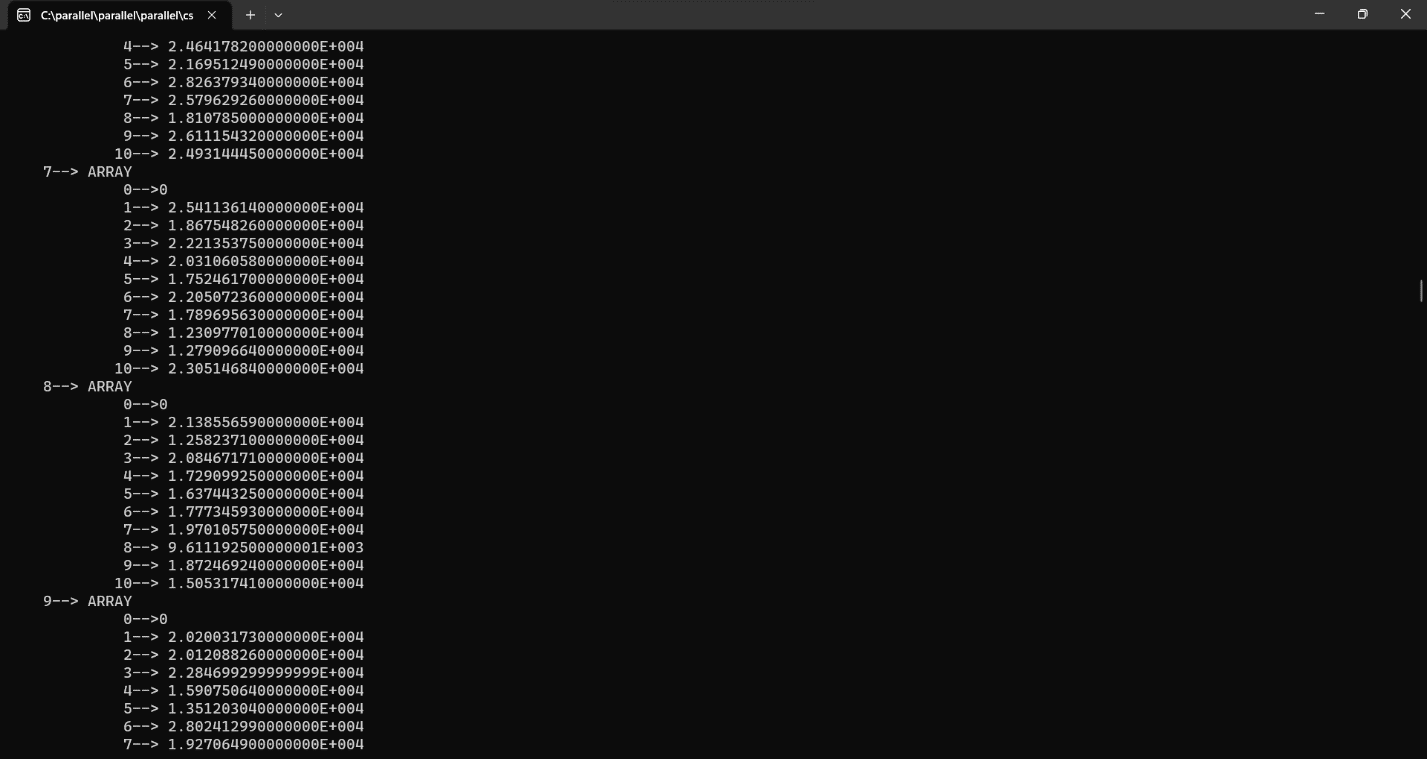 C:\parallel\parallel\parallel\cs
4--> 2.464178200000000E+004
5--> 2.169512490000000E+004
6--> 2.826379340000000E+004
7--> 2.579629260000000E+004
8--> 1.810785000000000E+004
9--> 2.611154320000000E+004
10--> 2.493144450000000E+004
7--> ARRAY
0-->0
1--> 2.541136140000000E+004
2--> 1.867548260000000E+004
3--> 2.221353750000000E+004
4--> 2.031060580000000E+004
5--> 1.752461700000000E+004
6--> 2.205072360000000E+004
7--> 1.789695630000000E+004
8--> 1.230977010000000E+004
9--> 1.279096640000000E+004
10--> 2.305146840000000E+004
8--> ARRAY
0-->0
1--> 2.138556590000000E+004
2--> 1.258237100000000E+004
3--> 2.084671710000000E+004
4--> 1.729099250000000E+004
5--> 1.637443250000000E+004
6--> 1.777345930000000E+004
7--> 1.970105750000000E+004
8--> 9.611192500000001E+003
9--> 1.872469240000000E+004
10--> 1.505317410000000E+004
9--> ARRAY
0-->0
1--> 2.020031730000000E+004
2--> 2.012088260000000E+004
3--> 2.284699299999999E+004
4--> 1.590750640000000E+004
5--> 1.351203040000000E+004
6--> 2.802412990000000E+004
7--> 1.927064900000000E+004